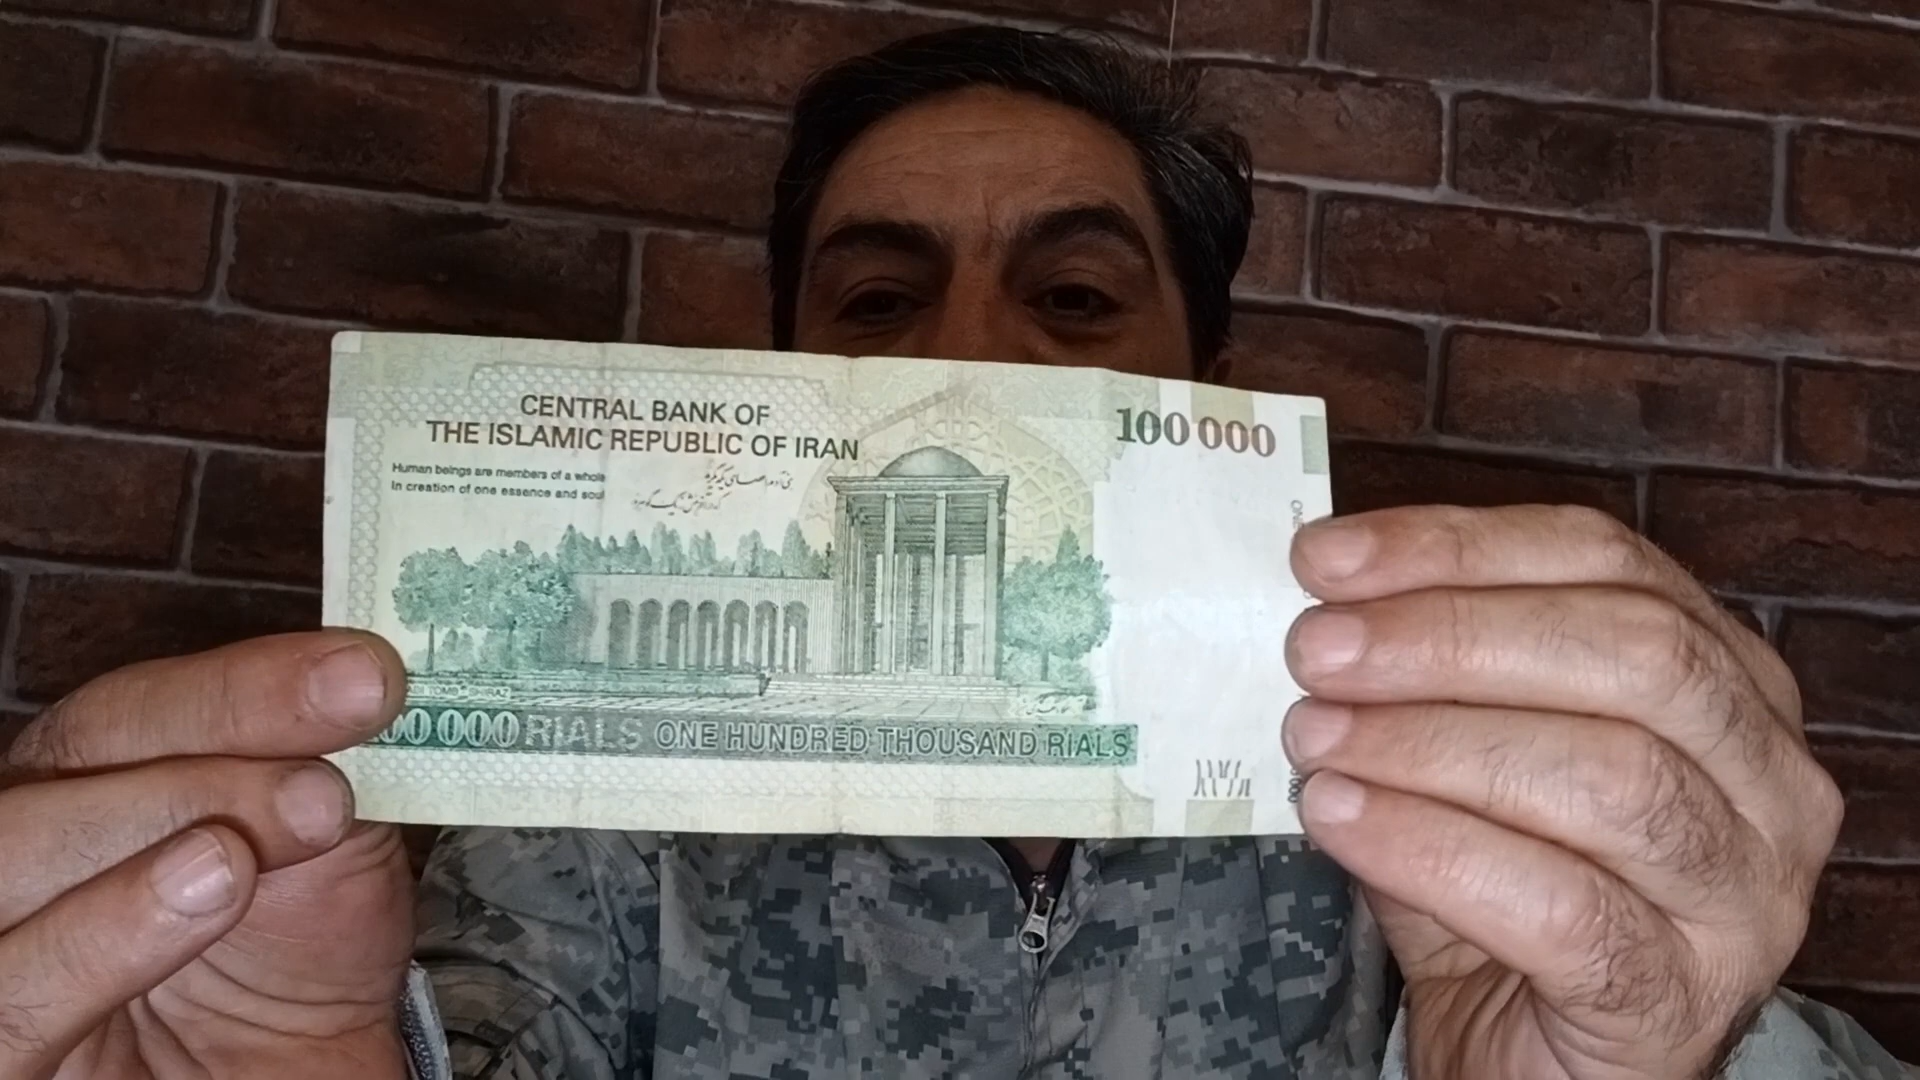 CENTRAL BANK OF
THE ISLAMIC REPUBLIC OF IRAN
100 000
Human beings are members of a whole
In creation of one essence and soul
بنی آدم اعضای یکدیگرند
که در آفرینش ز یک گوهرند
TOMB - SHIRAZ
00 000 RIALS ONE HUNDRED THOUSAND RIALS